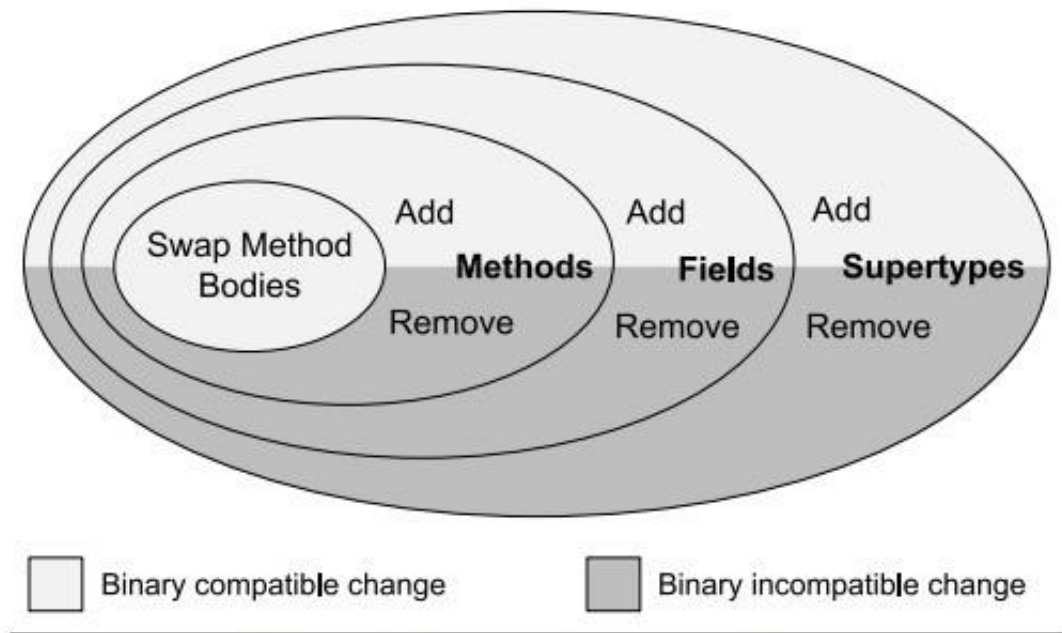 Swap Method
Bodies
Add
Methods
Remove
Add
Fields
Remove
Add
Supertypes
Remove
Binary compatible change
Binary incompatible change